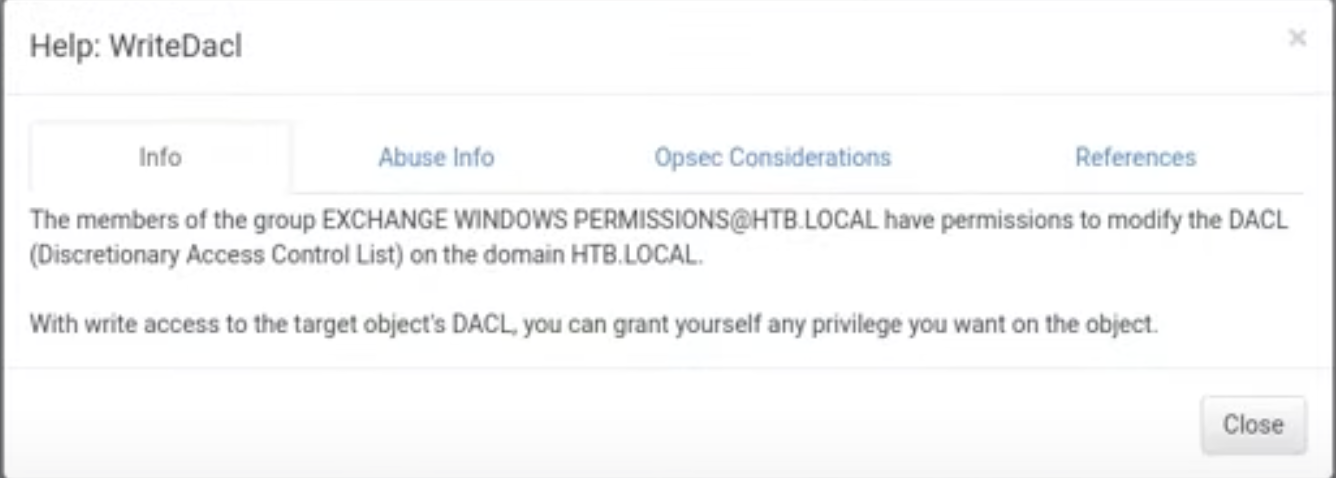 Help: WriteDacl
×
Info
Abuse Info
Opsec Considerations
References
The members of the group EXCHANGE WINDOWS PERMISSIONS@HTB.LOCAL have permissions to modify the DACL
(Discretionary Access Control List) on the domain HTB.LOCAL.
With write access to the target object's DACL, you can grant yourself any privilege you want on the object.
Close